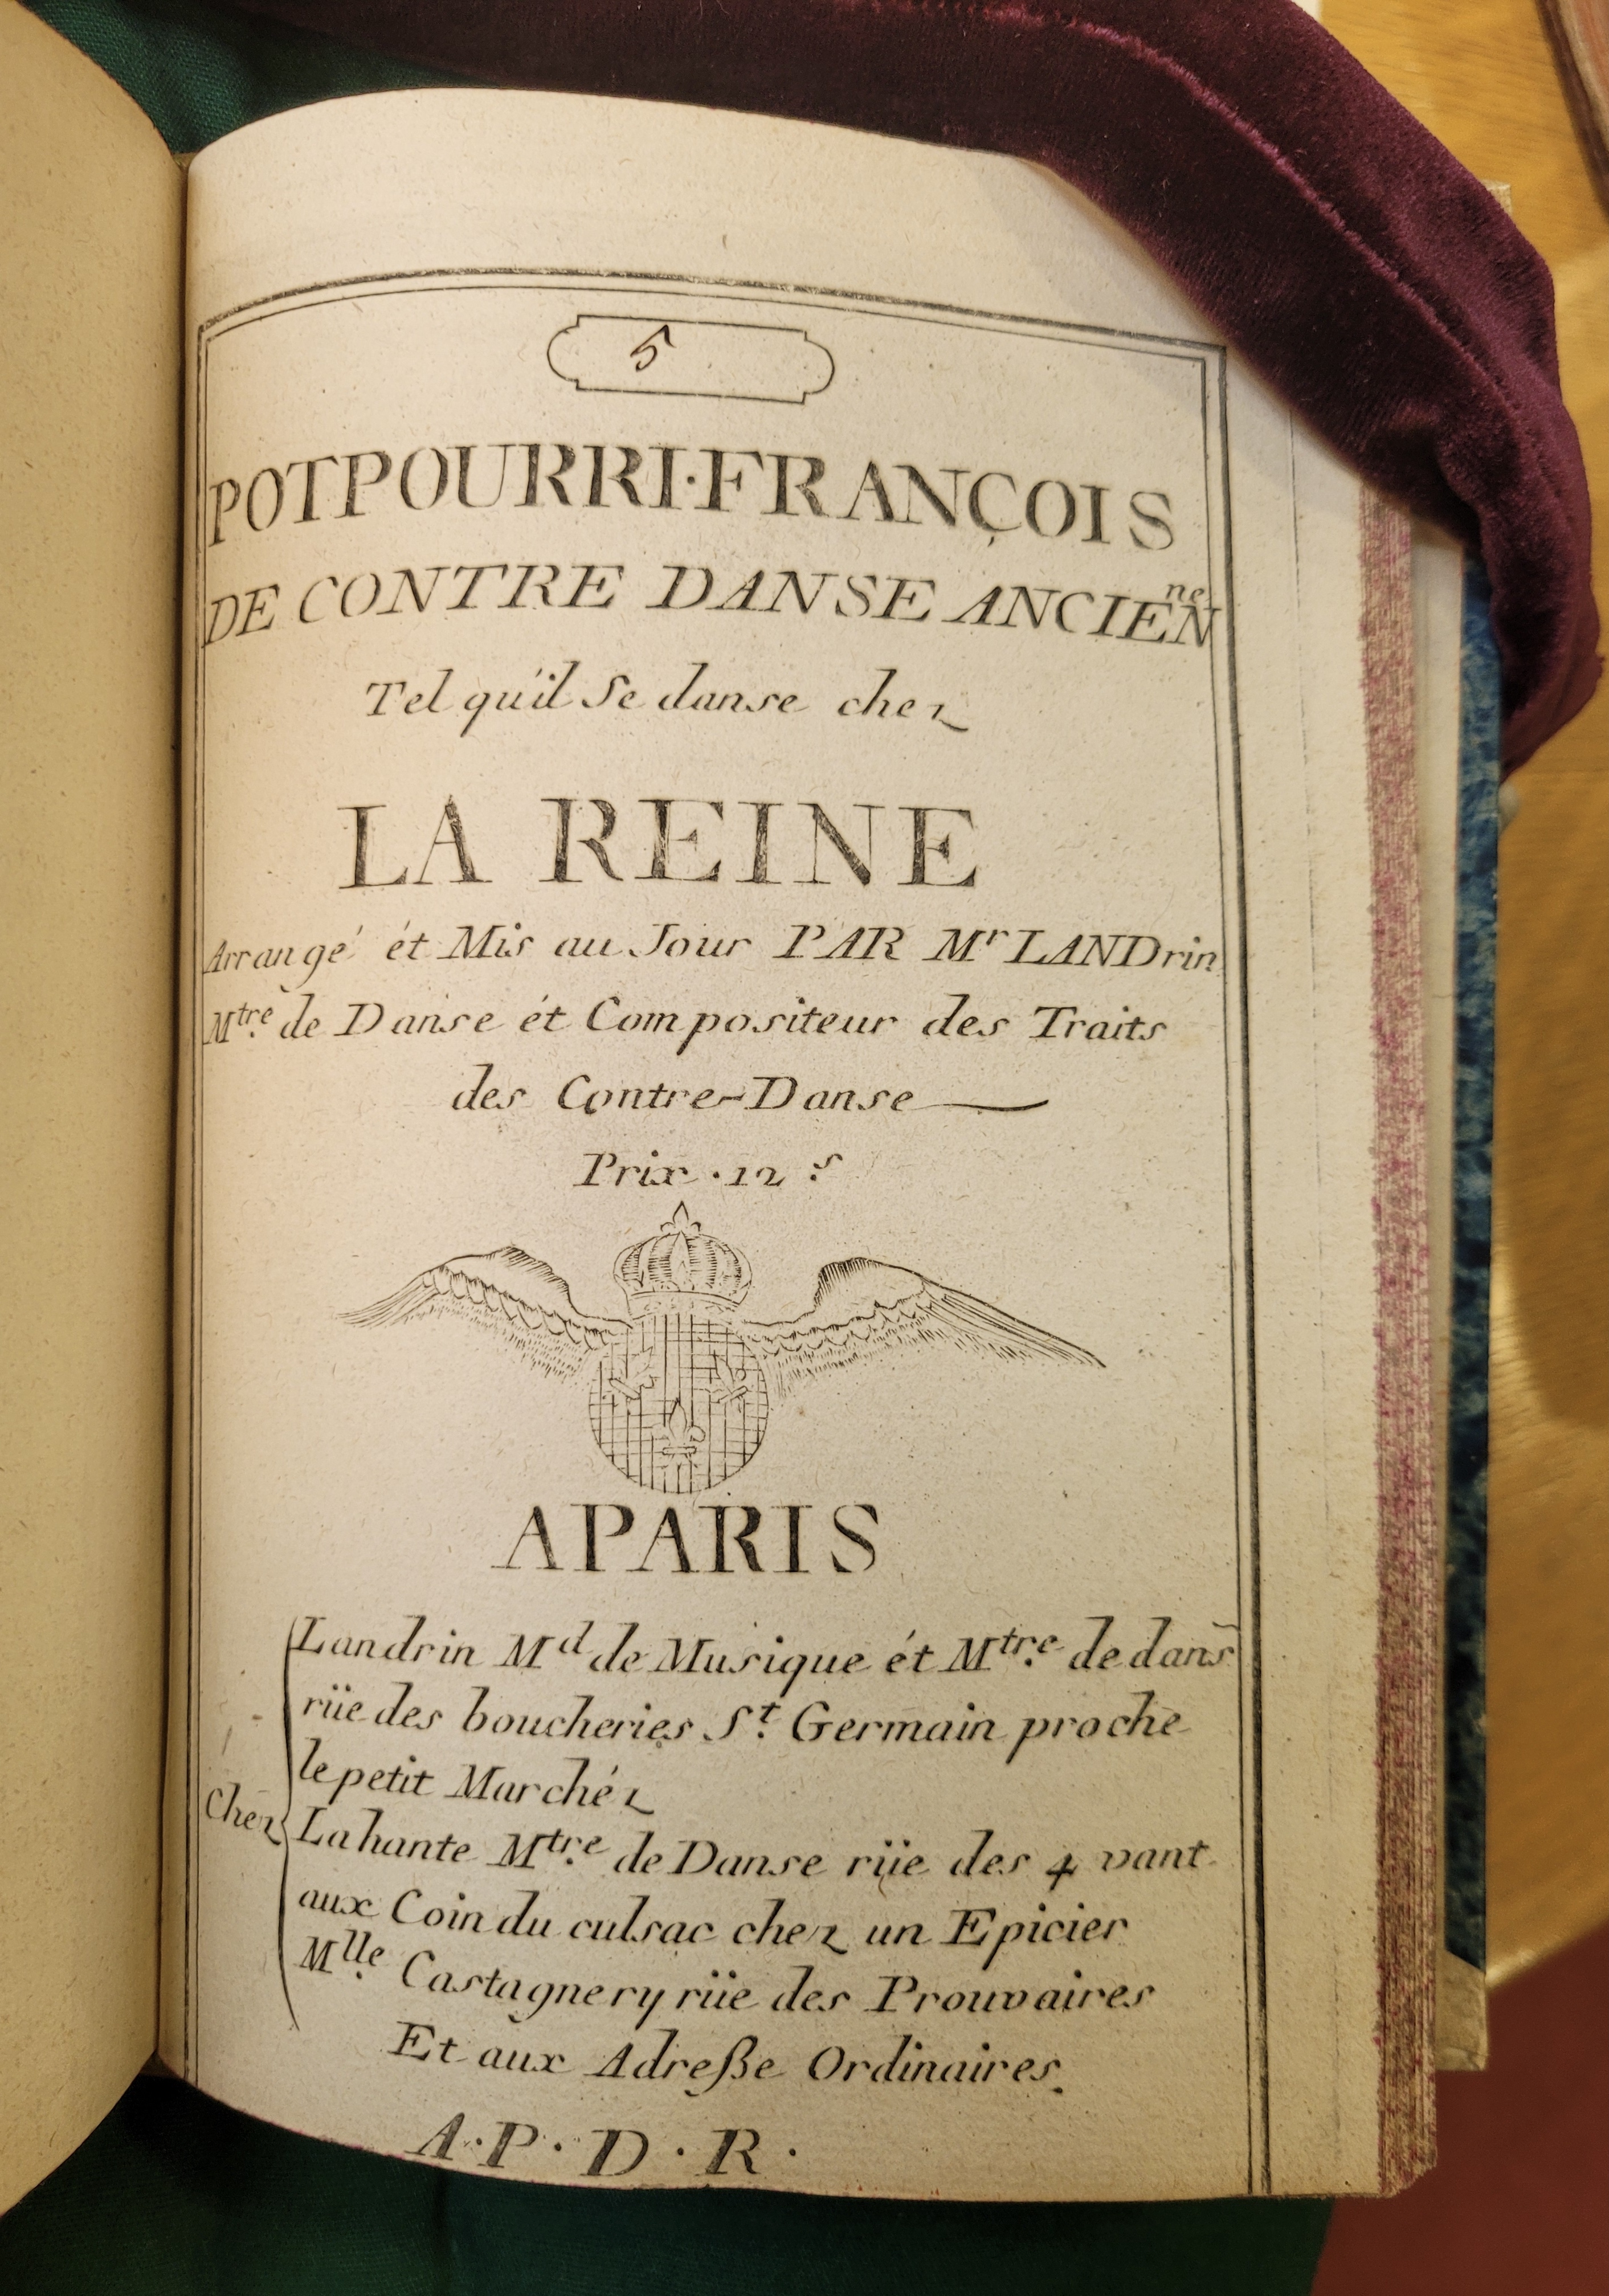 5
POTPOURRI·FRANÇOIS
DE CONTRE DANSE ANCIENne
Tel qu'il Se danse chez
LA REINE
Arrangé ét Mis au Jour PAR Mr LANDrin
Mtre. de Danse ét Compositeur des Traits
des Contre-Danse
Prix · 12 s.
APARIS
Landrin Md de Musique ét Mtre. de dans
rüe des boucheries St. Germain proche
le petit Marchéz
Chez
Lahante Mtre. de Danse rüe des 4 vant
aux Coin du culsac chez un Epicier
Mlle. Castagnery rüe des Prouvaires
Et aux Adreße Ordinaires.
A·P·D·R·